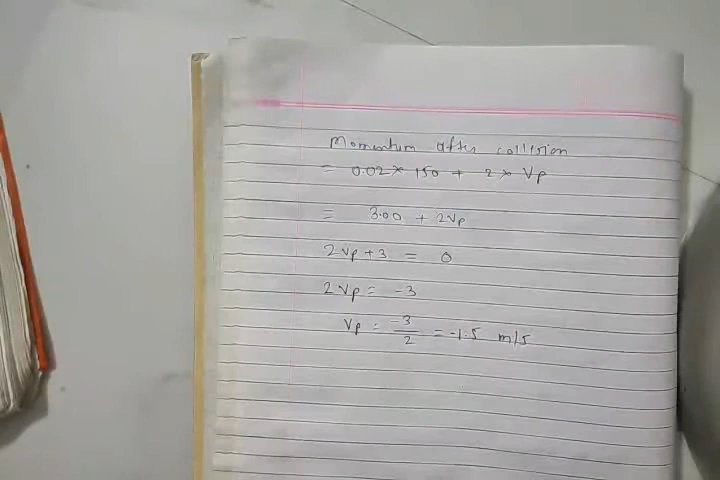 Momentum after collision
= 0.02 × 150 + 2 × Vp
= 3.00 + 2Vp
2Vp + 3 = 0
2Vp = -3
Vp = -3/2 = -1.5 m/s